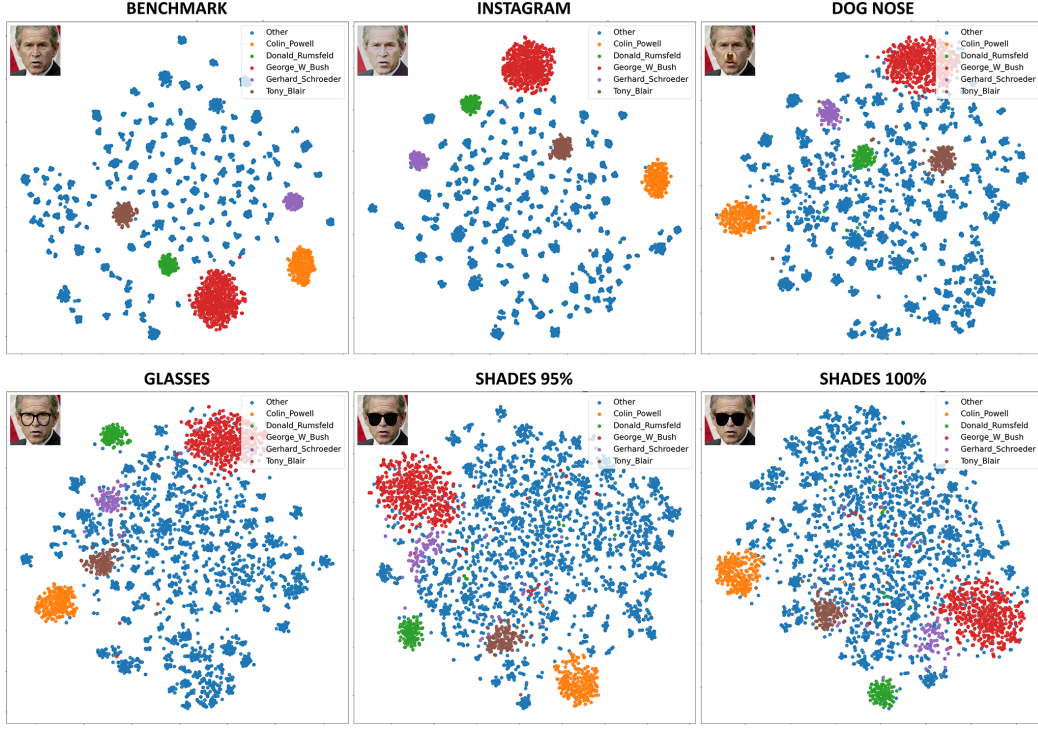 BENCHMARK
Other
Colin_Powell
Donald_Rumsfeld
George_W_Bush
Gerhard_Schroeder
Tony_Blair
INSTAGRAM
Other
Colin_Powell
Donald_Rumsfeld
George_W_Bush
Gerhard_Schroeder
Tony_Blair
DOG NOSE
Other
Colin_Powell
Donald_Rumsfeld
George_W_Bush
Gerhard_Schroeder
Tony_Blair
GLASSES
Other
Colin_Powell
Donald_Rumsfeld
George_W_Bush
Gerhard_Schroeder
Tony_Blair
SHADES 95%
Other
Colin_Powell
Donald_Rumsfeld
George_W_Bush
Gerhard_Schroeder
Tony_Blair
SHADES 100%
Other
Colin_Powell
Donald_Rumsfeld
George_W_Bush
Gerhard_Schroeder
Tony_Blair